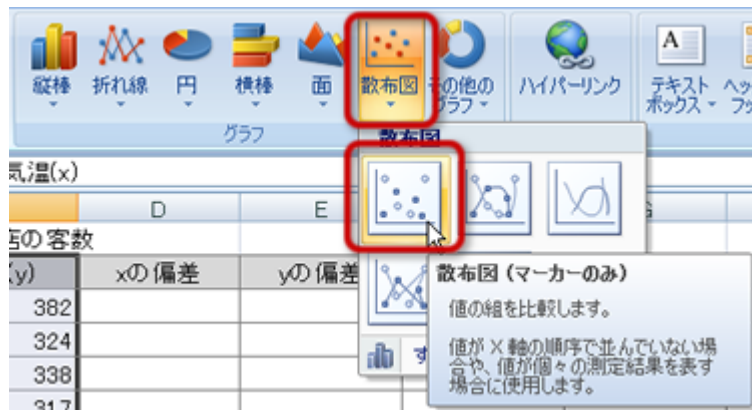 A
縦棒 折れ線 円 横棒 面 散布図 その他のグラフ ハイパーリンク テキストボックス
グラフ
散布図
気温(x)
D E
店の客数
(y) xの偏差 yの偏差
382
324
338
317
散布図 (マーカーのみ)
値の組を比較します。
値が X 軸の順序で並んでいない場
合や、値が個々の測定結果を表す
場合に使用します。